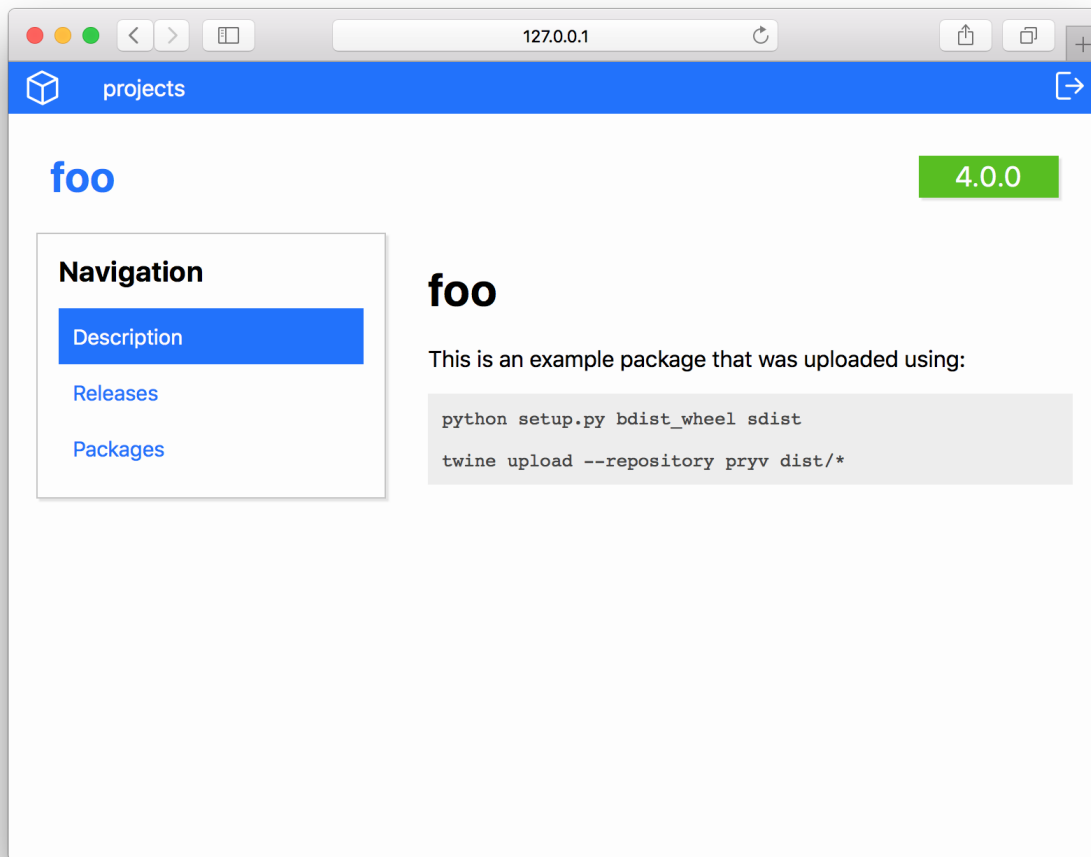 127.0.0.1
projects
foo
4.0.0
Navigation
Description
Releases
Packages
foo
This is an example package that was uploaded using:
python setup.py bdist_wheel sdist
twine upload --repository pryv dist/*